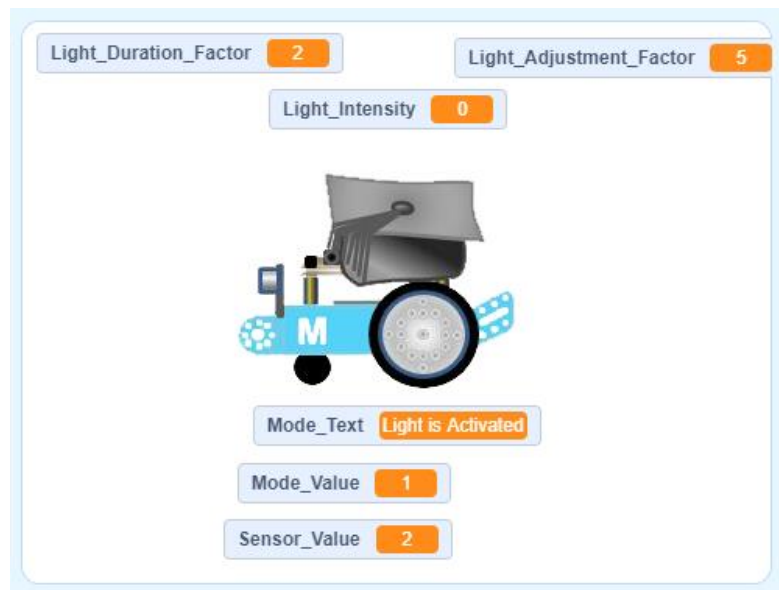 Light_Duration_Factor 2
Light_Adjustment_Factor 5
Light_Intensity 0
M
Mode_Text Light is Activated
Mode_Value 1
Sensor_Value 2